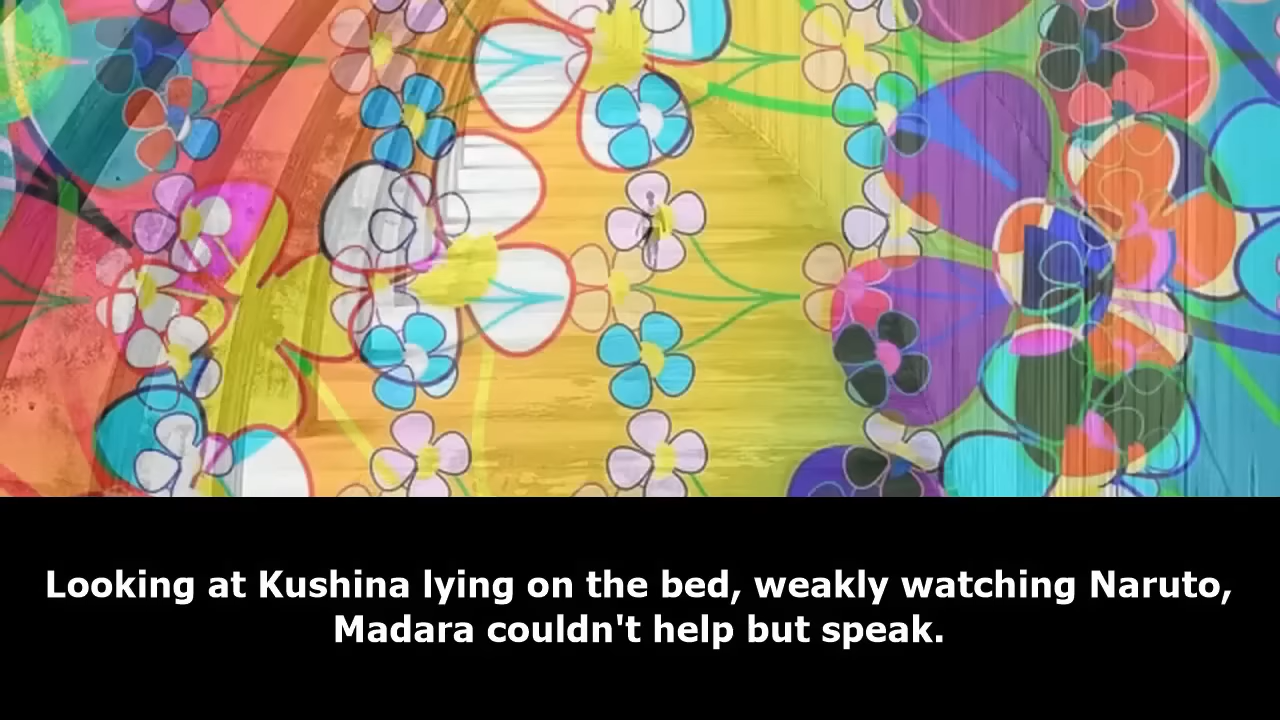 Looking at Kushina lying on the bed, weakly watching Naruto,
Madara couldn't help but speak.